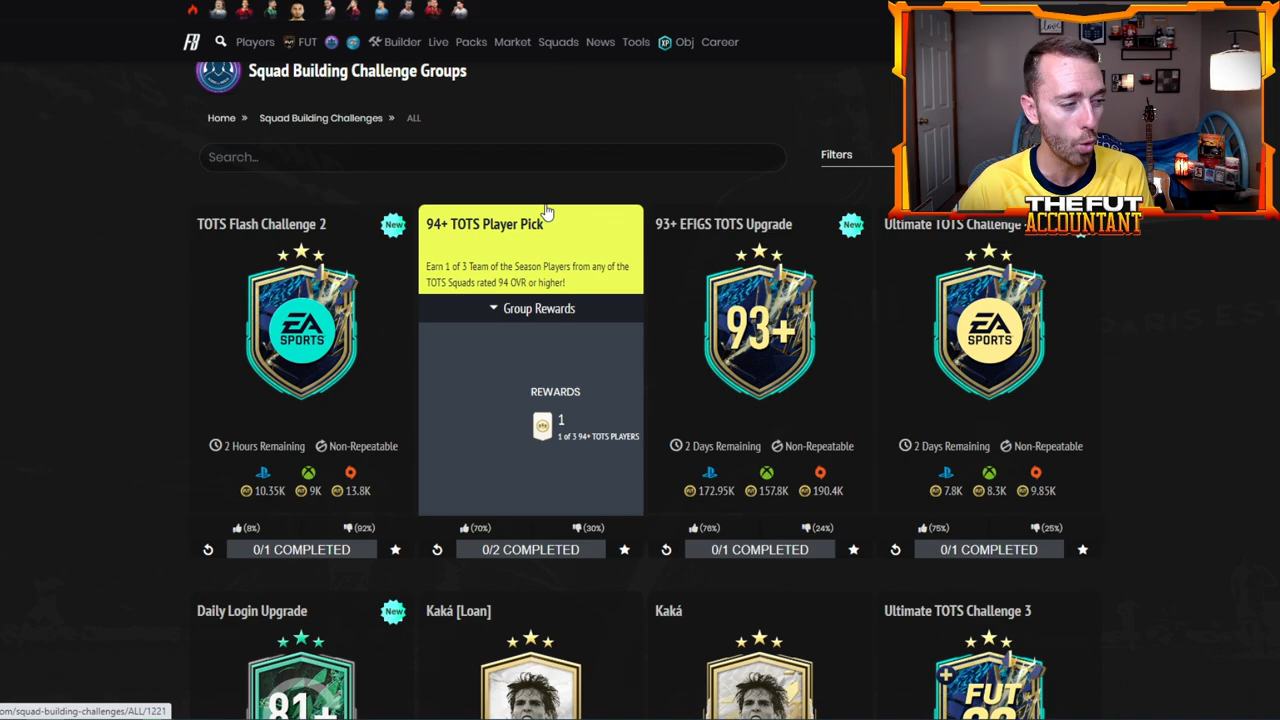 F8 Players FUT Builder Live Packs Market Squads News Tools XP Obj Career
Squad Building Challenge Groups
Home » Squad Building Challenges » ALL
Search...
Filters
THE FUT
ACCOUNTANT
TOTS Flash Challenge 2
New
94+ TOTS Player Pick
93+ EFIGS TOTS Upgrade
New
Ultimate TOTS Challenge
Earn 1 of 3 Team of the Season Players from any of the
TOTS Squads rated 94 OVR or higher!
Group Rewards
EA
SPORTS
93+
EA
SPORTS
REWARDS
1
1 of 3 94+ TOTS PLAYERS
2 Hours Remaining Non-Repeatable
2 Days Remaining Non-Repeatable
2 Days Remaining Non-Repeatable
10.35K 9K 13.8K
172.95K 157.8K 190.4K
7.8K 8.3K 9.85K
(8%) (92%)
(70%) (30%)
(76%) (24%)
(75%) (25%)
0/1 COMPLETED
0/2 COMPLETED
0/1 COMPLETED
0/1 COMPLETED
Daily Login Upgrade
New
Kaká [Loan]
Kaká
Ultimate TOTS Challenge 3
81+
FUT
om/squad-building-challenges/ALL/1221